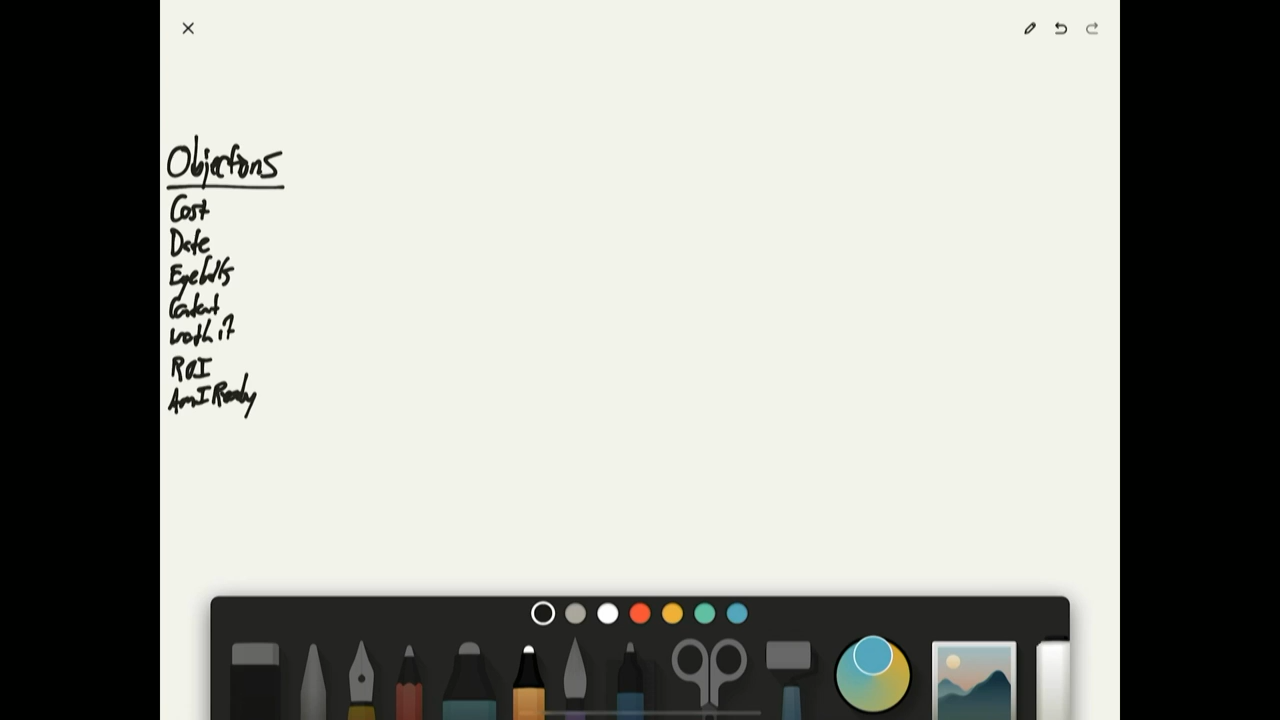 Objections
Cost
Date
Eyeballs
Content
worth it?
ROI
Am I Ready